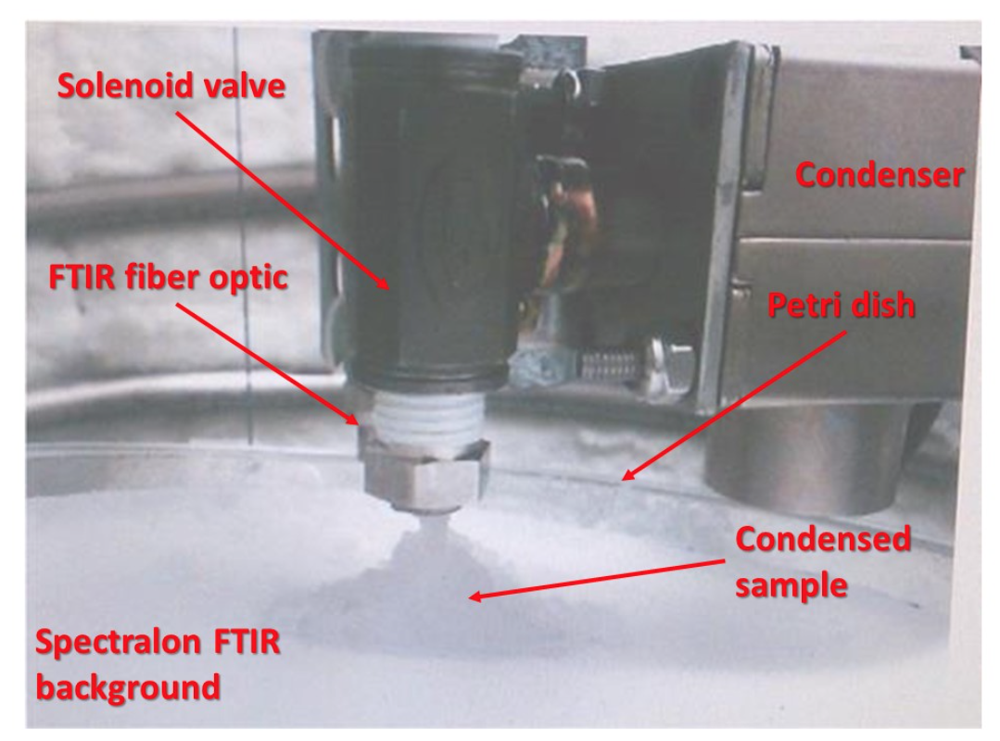 Solenoid valve
Condenser
FTIR fiber optic
Petri dish
Condensed
sample
Spectralon FTIR
background